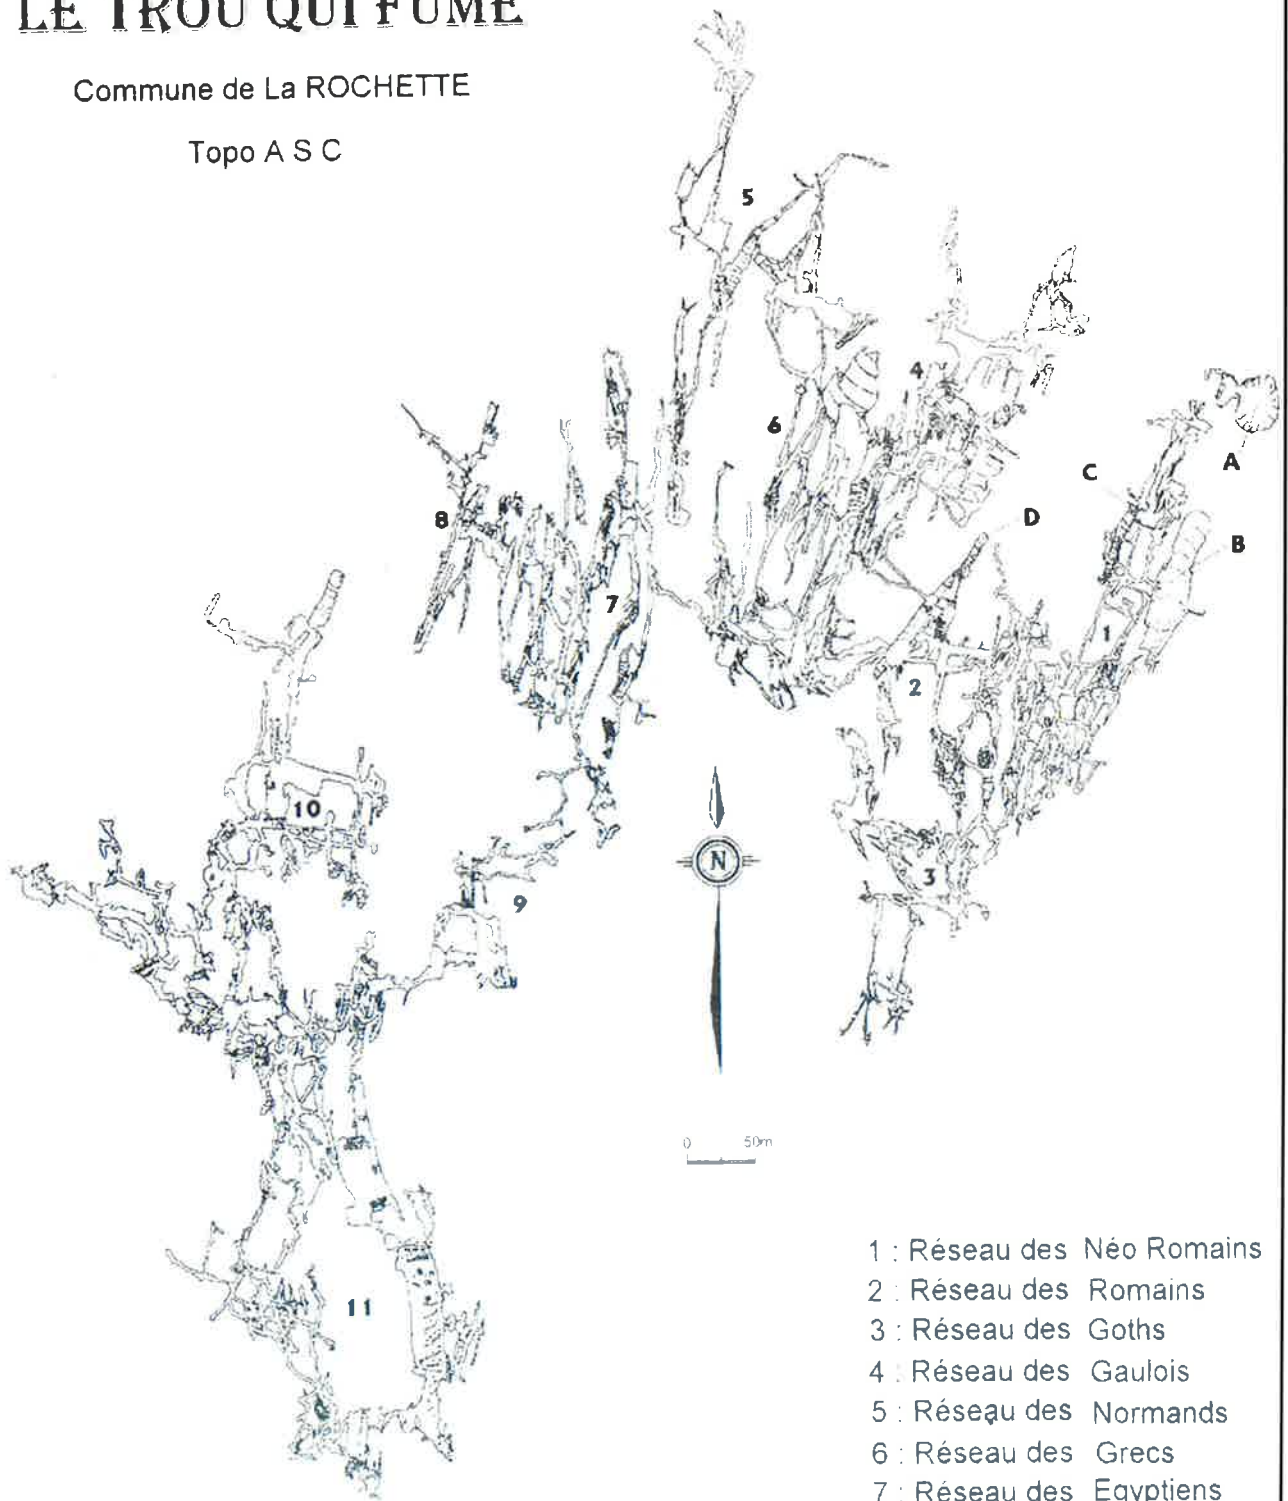 LE TROU QUI FUME
Commune de La ROCHETTE
Topo A S C
5
4
6
A
C
D
B
8
7
1
2
10
N
3
9
0 50m
11
1 : Réseau des Néo Romains
2 : Réseau des Romains
3 : Réseau des Goths
4 : Réseau des Gaulois
5 : Réseau des Normands
6 : Réseau des Grecs
7 : Réseau des Egyptiens